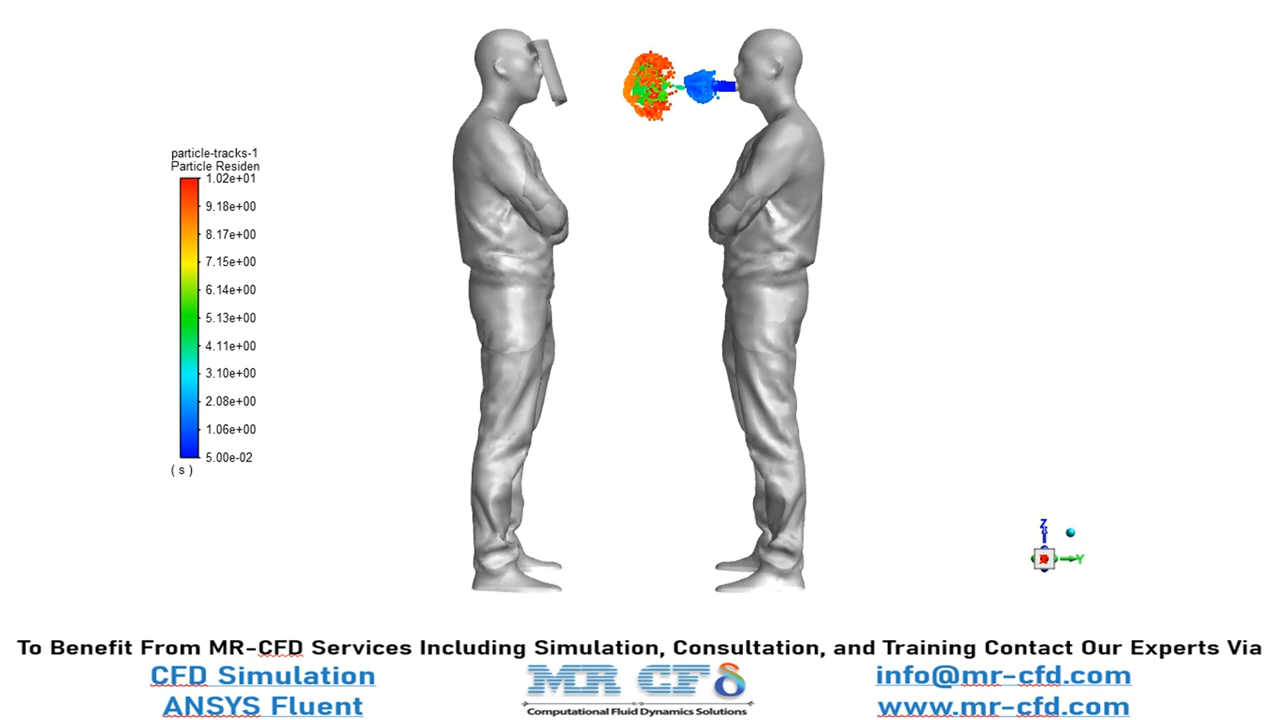 particle-tracks-1
Particle Residen
1.02e+01
9.18e+00
8.17e+00
7.15e+00
6.14e+00
5.13e+00
4.11e+00
3.10e+00
2.08e+00
1.06e+00
5.00e-02
( s )
Z
Y
To Benefit From MR-CFD Services Including Simulation, Consultation, and Training Contact Our Experts Via
CFD Simulation
ANSYS Fluent
MR CFD
Computational Fluid Dynamics Solutions
info@mr-cfd.com
www.mr-cfd.com